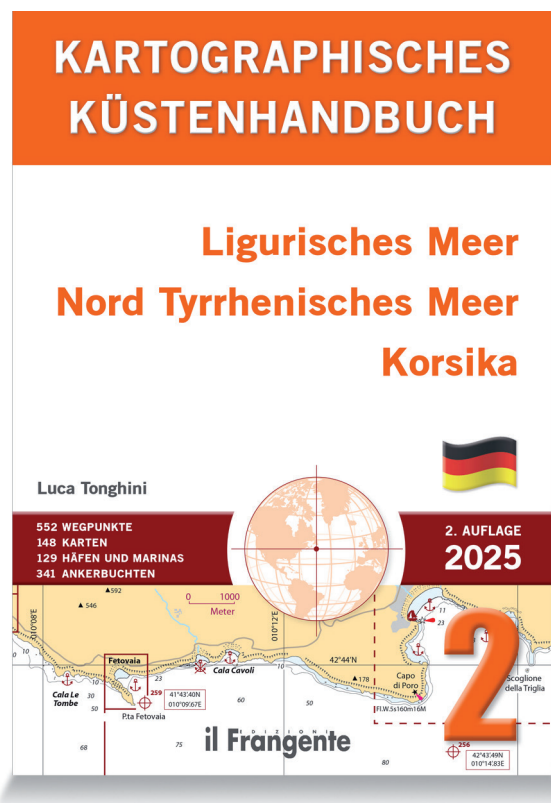 KARTOGRAPHISCHES
KÜSTENHANDBUCH
Ligurisches Meer
Nord Tyrrhenisches Meer
Korsika
Luca Tonghini
552 WEGPUNKTE
148 KARTEN
129 HÄFEN UND MARINAS
341 ANKERBUCHTEN
2. AUFLAGE
2025
592
546
010°08'E
0 1000
Meter
010°12'E
11
23
10
Fetovaia
23
Cala Cavoli
10
42°44'N
178
Capo
di Poro
Scoglione
della Triglia
Cala Le
Tombe
30
50
259
41°43'.40N
010°09'.67E
P.ta Fetovaia
60
50
Fl.W.5s160m16M
2
68
75
EDIZIONI
il Frangente
80
256
42°43'.49N
010°14'.83E